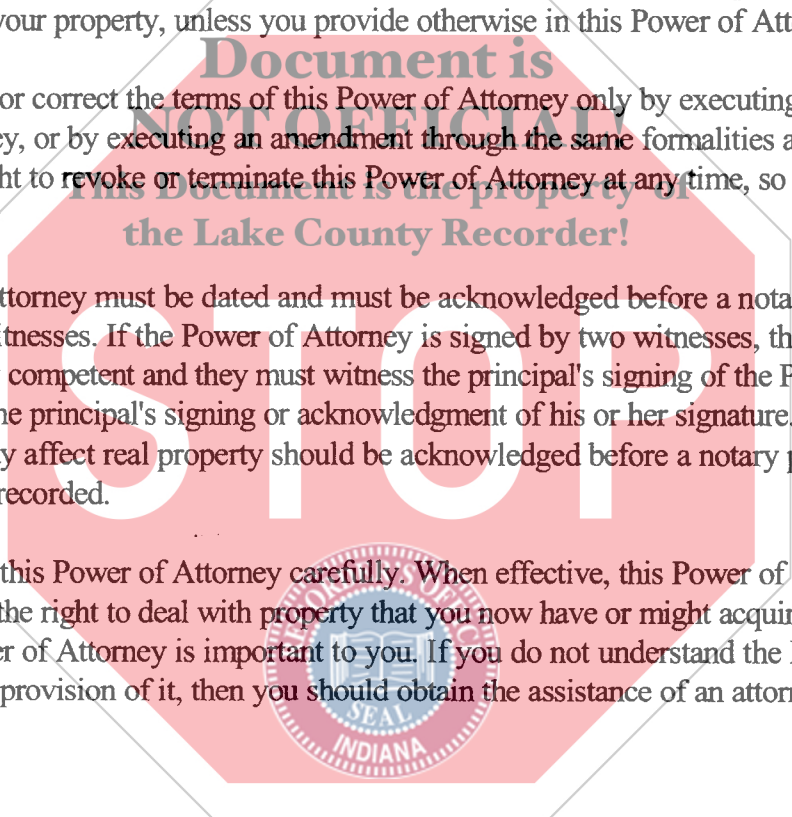 your property, unless you provide otherwise in this Power of Att
Document is
or correct the terms of this Power of Attorney only by executing
NOT OFFICIAL!
ey, or by executing an amendment through the same formalities a
ht to revoke or terminate this Power of Attorney at any time, so
This Document is the property of
the Lake County Recorder!
ttorney must be dated and must be acknowledged before a nota
itnesses. If the Power of Attorney is signed by two witnesses, th
competent and they must witness the principal's signing of the P
he principal's signing or acknowledgment of his or her signature.
y affect real property should be acknowledged before a notary p
recorded.
STOP
this Power of Attorney carefully. When effective, this Power of
the right to deal with property that you now have or might acquir
er of Attorney is important to you. If you do not understand the
provision of it, then you should obtain the assistance of an attorn
SEAL
INDIANA